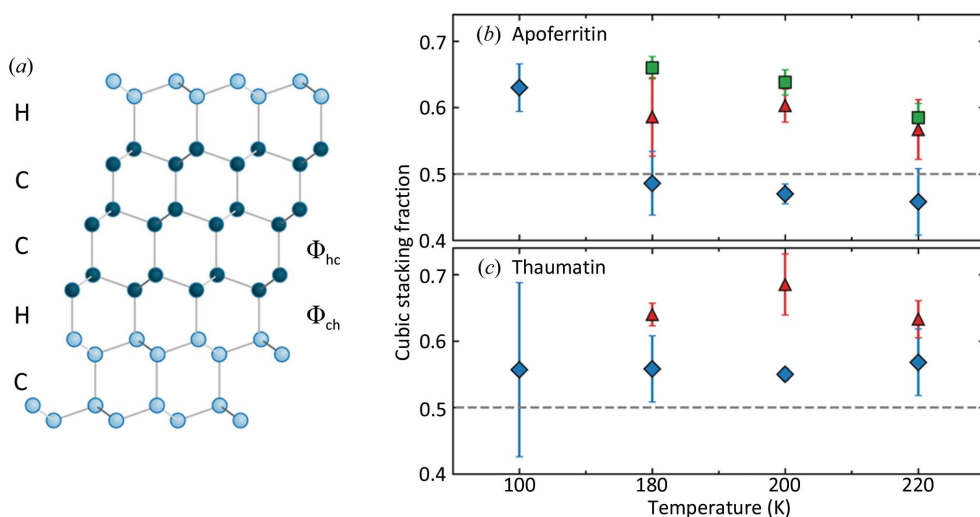 (a)
H
C
C
Φhc
H
Φch
C
Cubic stacking fraction
(b) Apoferritin
0.7
0.6
0.5
0.4
(c) Thaumatin
0.7
0.6
0.5
0.4
100 180 200 220
Temperature (K)